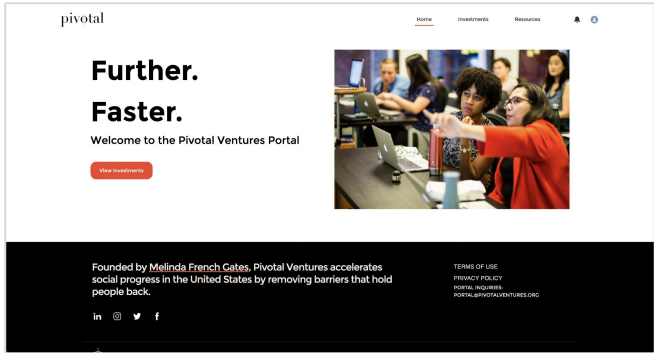 pivotal
Home Investments Resources
Further.
Faster.
Welcome to the Pivotal Ventures Portal
View Investments
Founded by Melinda French Gates, Pivotal Ventures accelerates
social progress in the United States by removing barriers that hold
people back.
TERMS OF USE
PRIVACY POLICY
PORTAL INQUIRIES:
PORTAL@PIVOTALVENTURES.ORG